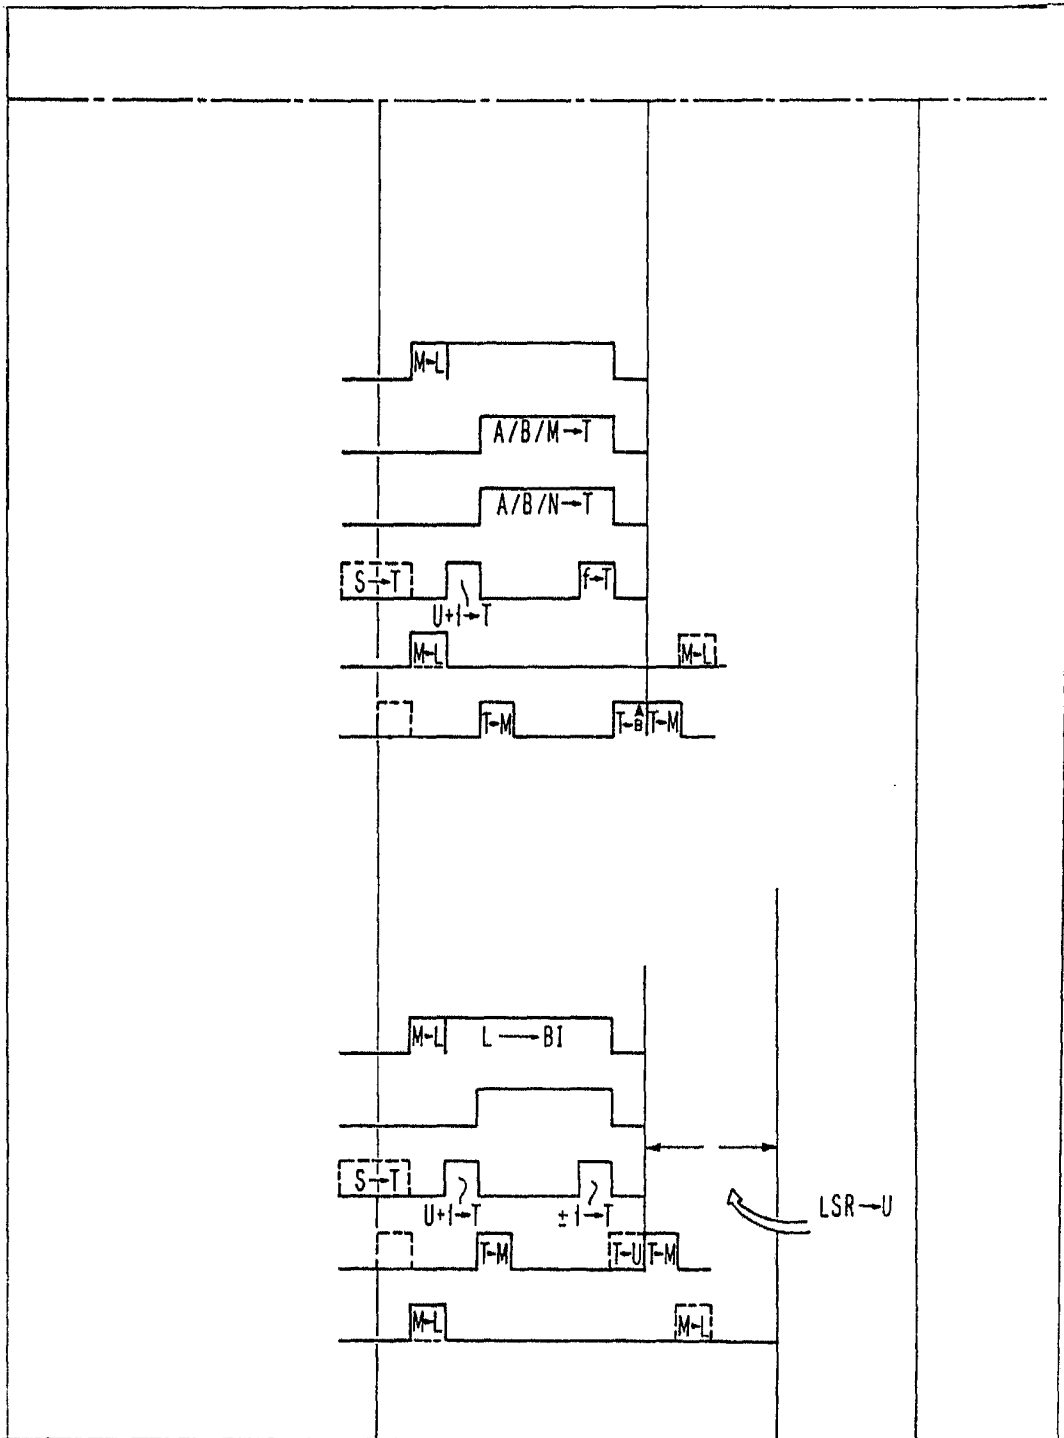 M→L
A/B/M→T
A/B/N→T
S→T
f→T
U+1→T
M→L
M→L
T→M
T→B A
T→M
M→L
L→BI
S→T
U+1→T
±1→T
LSR→U
T→M
T→U
T→M
M→L
M→L